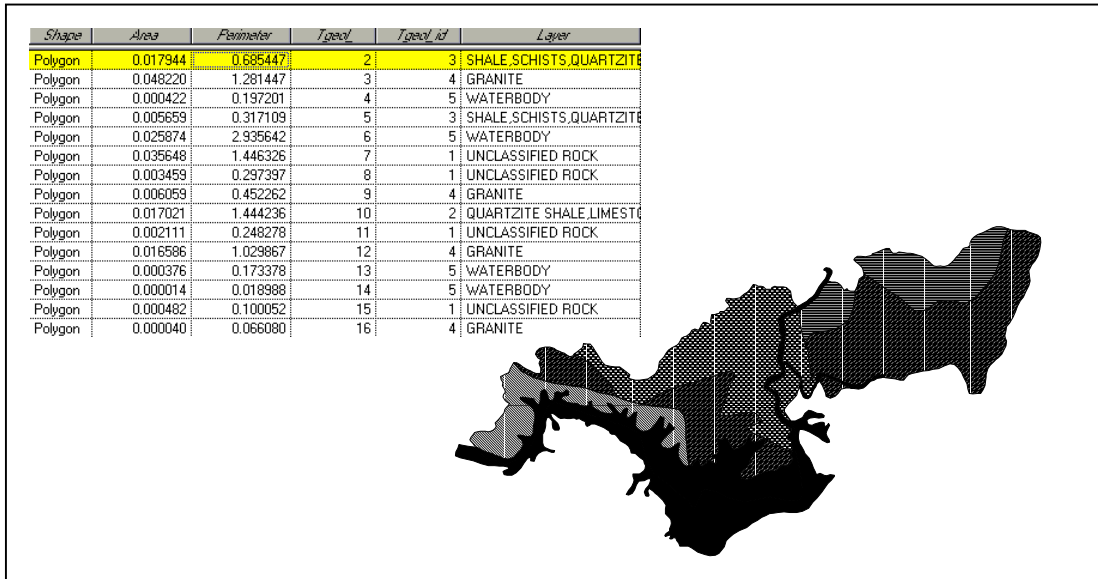 Shape Area Perimeter Tgeol_ Tgeol_id Layer
Polygon 0.017944 0.685447 2 3 SHALE,SCHISTS,QUARTZITE
Polygon 0.048220 1.281447 3 4 GRANITE
Polygon 0.000422 0.197201 4 5 WATERBODY
Polygon 0.005659 0.317109 5 3 SHALE,SCHISTS,QUARTZITE
Polygon 0.025874 2.935642 6 5 WATERBODY
Polygon 0.035648 1.446326 7 1 UNCLASSIFIED ROCK
Polygon 0.003459 0.297397 8 1 UNCLASSIFIED ROCK
Polygon 0.006059 0.452262 9 4 GRANITE
Polygon 0.017021 1.444236 10 2 QUARTZITE SHALE,LIMESTO
Polygon 0.002111 0.248278 11 1 UNCLASSIFIED ROCK
Polygon 0.016586 1.029867 12 4 GRANITE
Polygon 0.000376 0.173378 13 5 WATERBODY
Polygon 0.000014 0.018988 14 5 WATERBODY
Polygon 0.000482 0.100052 15 1 UNCLASSIFIED ROCK
Polygon 0.000040 0.066080 16 4 GRANITE